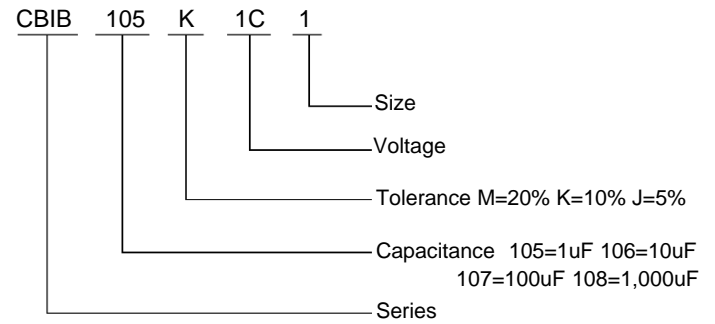 CBIB 105 K 1C 1
Size
Voltage
Tolerance M=20% K=10% J=5%
Capacitance 105=1uF 106=10uF
107=100uF 108=1,000uF
Series